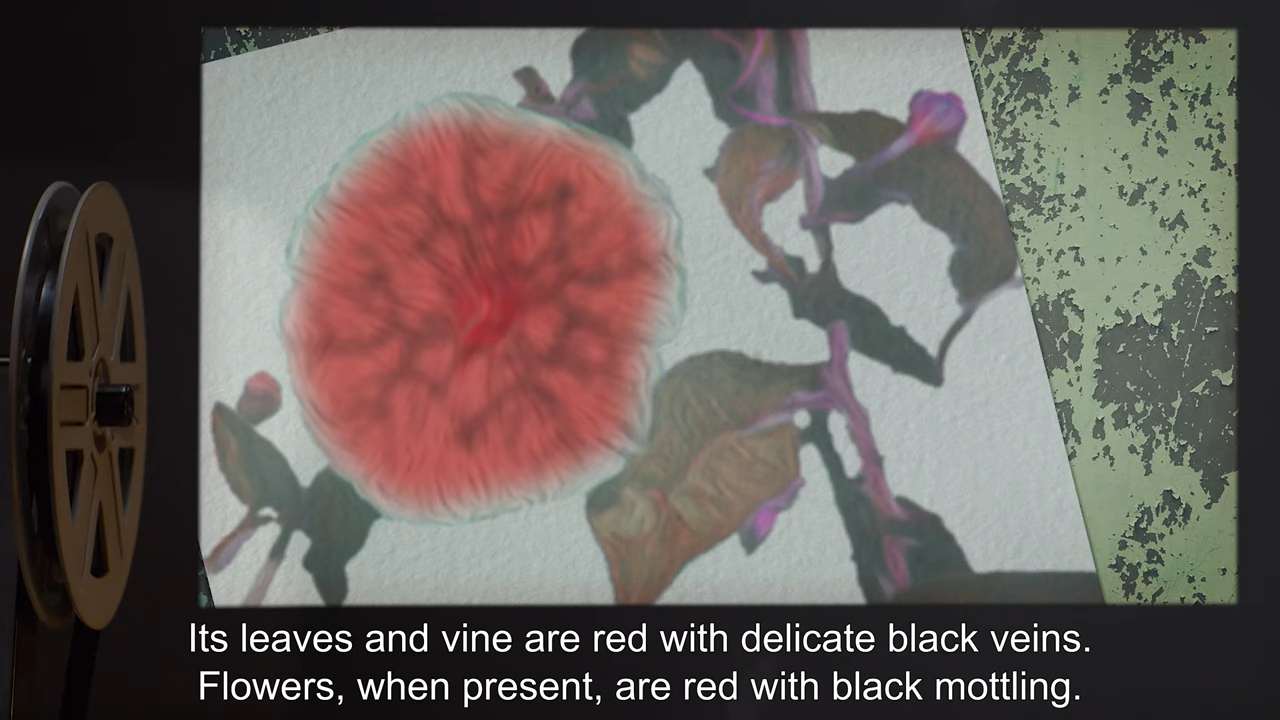 Its leaves and vine are red with delicate black veins.
Flowers, when present, are red with black mottling.